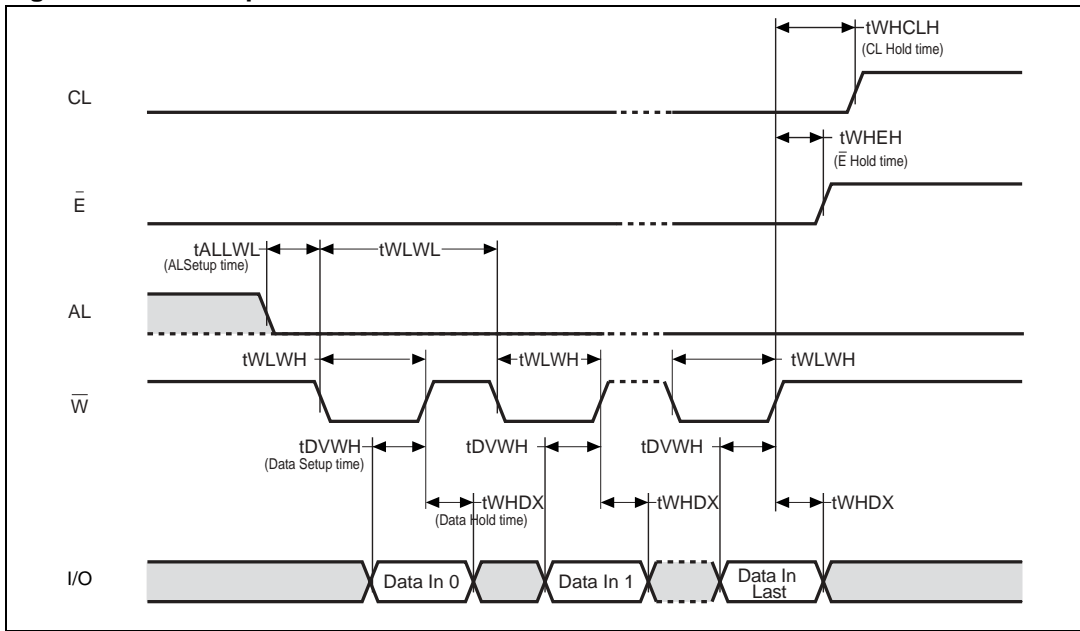 tWHCLH
(CL Hold time)
CL
tWHEH
(E̅ Hold time)
E̅
tALLWL
(ALSetup time)
tWLWL
AL
tWLWH
tWLWH
tWLWH
W̅
tDVWH
(Data Setup time)
tDVWH
tDVWH
tWHDX
(Data Hold time)
tWHDX
tWHDX
I/O
Data In 0
Data In 1
Data In
Last